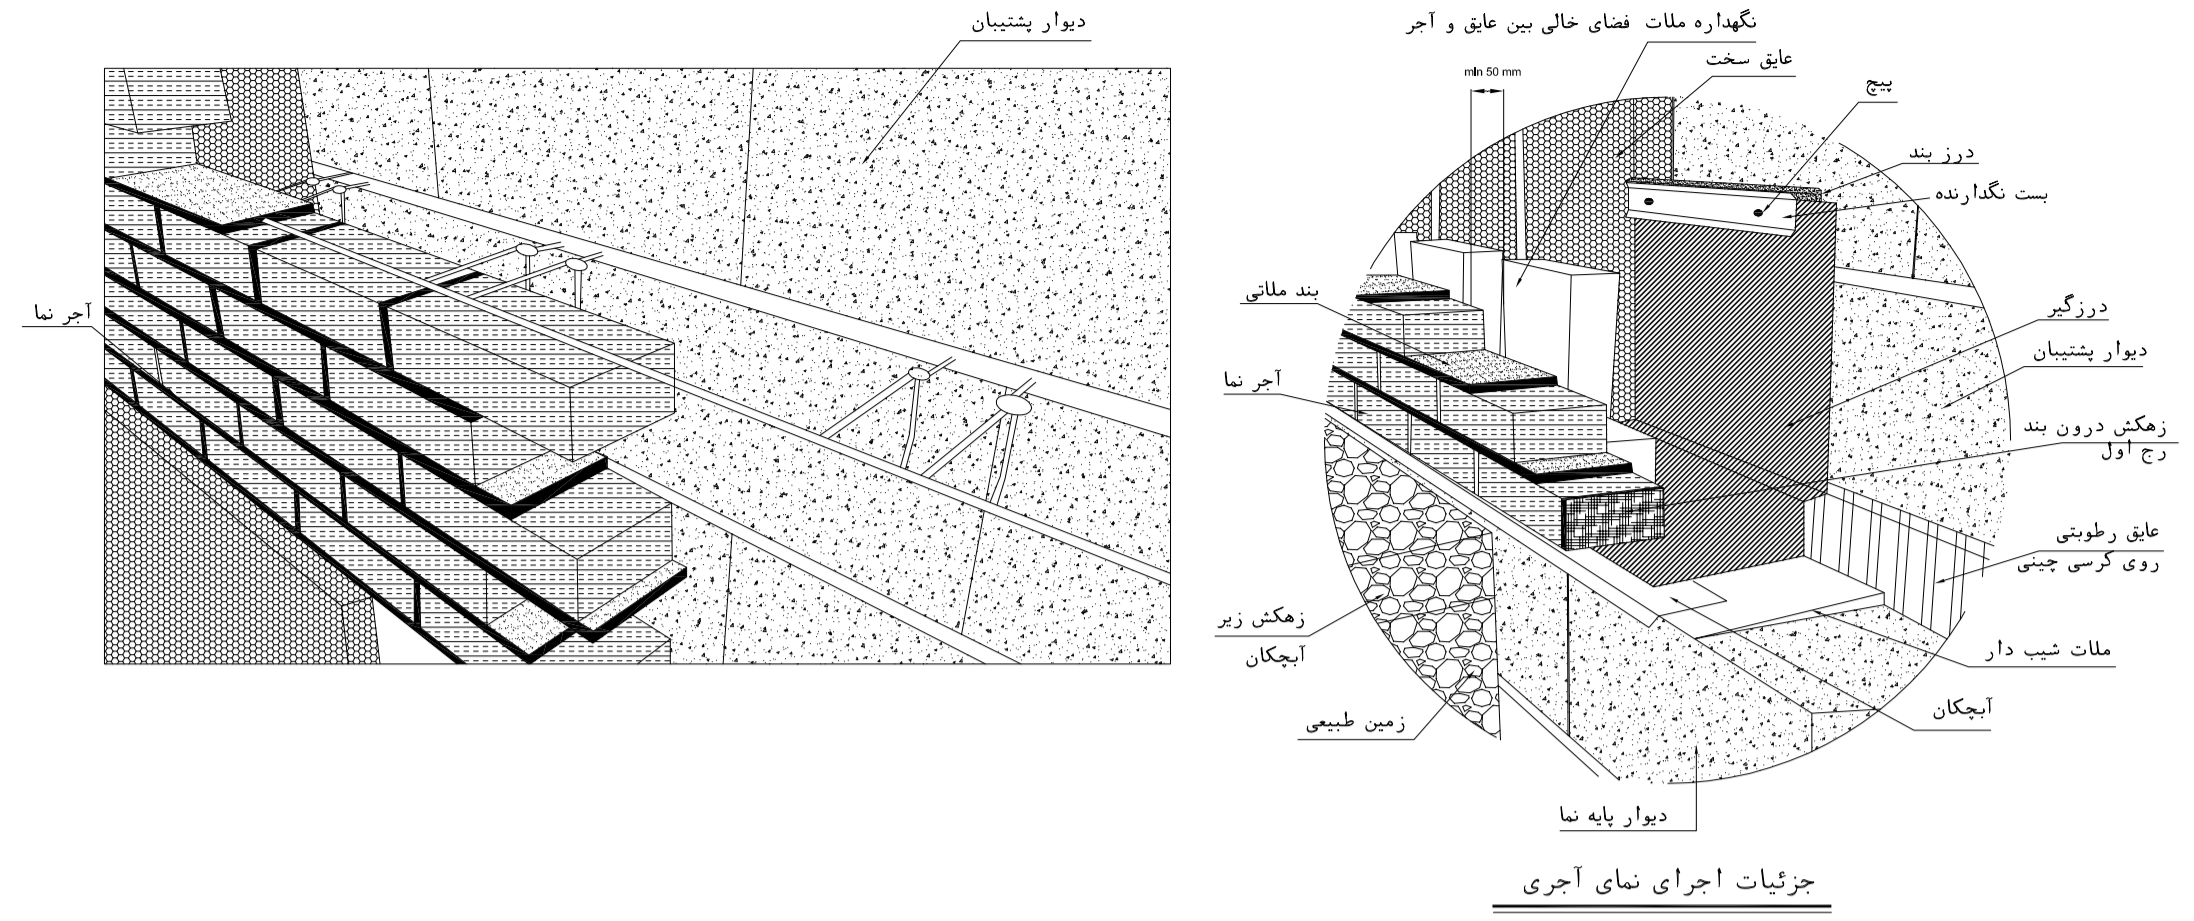 دیوار پشتیبان
آجر نما
نگهداره ملات فضای خالی بین عایق و آجر
عایق سخت
min 50 mm
پیچ
درز بند
بست نگدارنده
بند ملاتی
درزگیر
دیوار پشتیبان
آجر نما
زهکش درون بند
رج اول
عایق رطوبتی
روی کرسی چینی
زهکش زیر
آبچکان
ملات شیب دار
آبچکان
زمین طبیعی
دیوار پایه نما
جزئیات اجرای نمای آجری